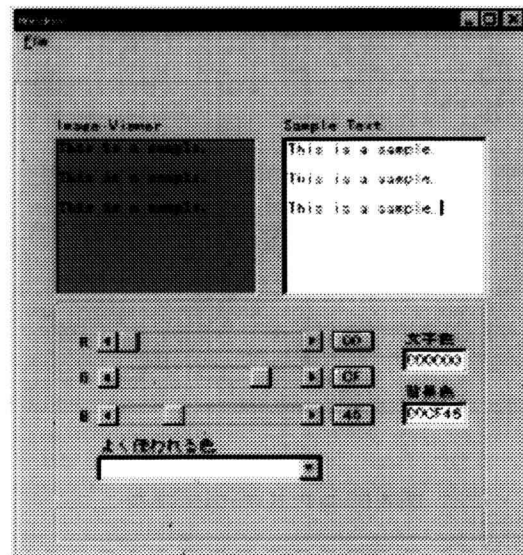 File
Image Viewer
Sample Text
This is a sample.
This is a sample.
This is a sample.
This is a sample.
This is a sample.
This is a sample.
R 00
G CF
B
文字色
000000
背景色
よく使われる色